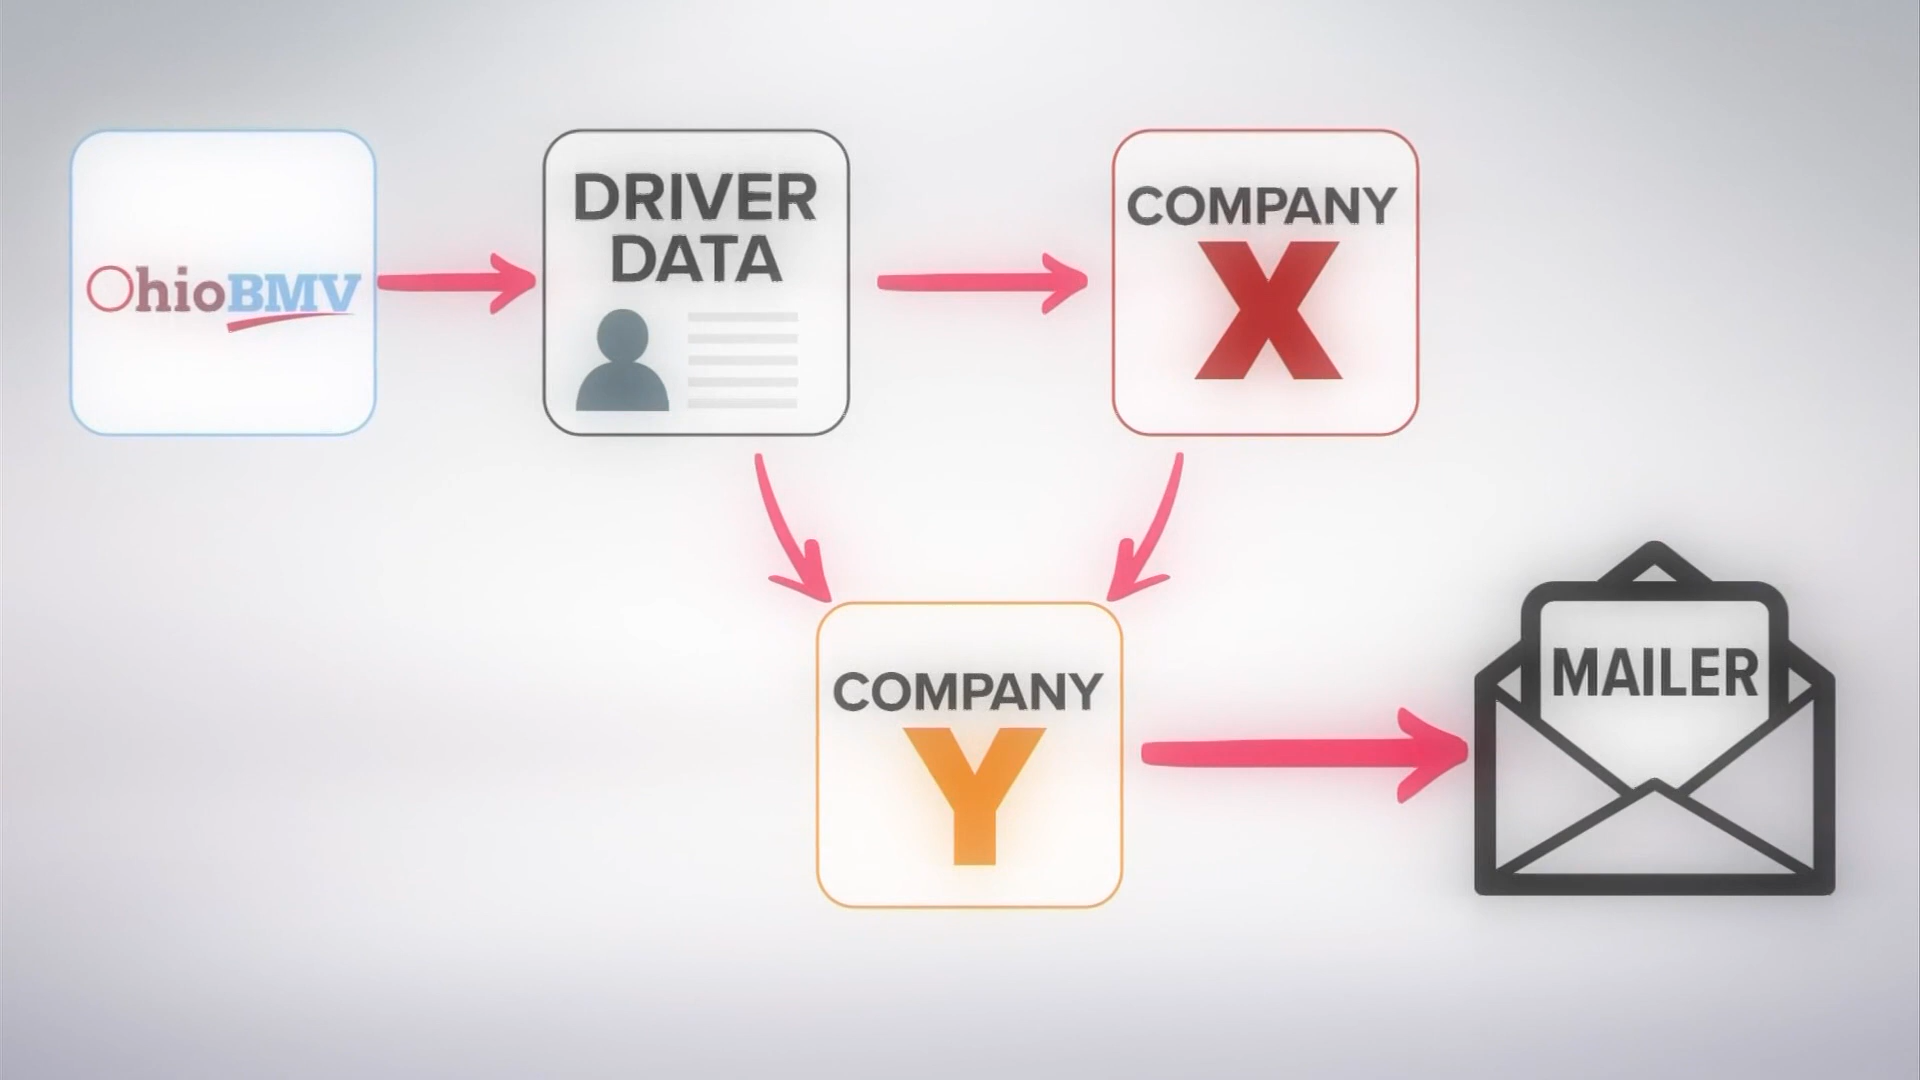 OhioBMV
DRIVER
DATA
COMPANY
X
COMPANY
Y
MAILER